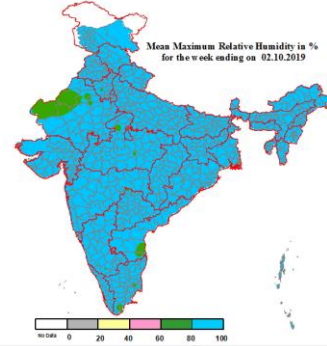 Mean Maximum Relative Humidity in %
for the week ending on 02.10.2019
No Data 0 20 40 60 80 100